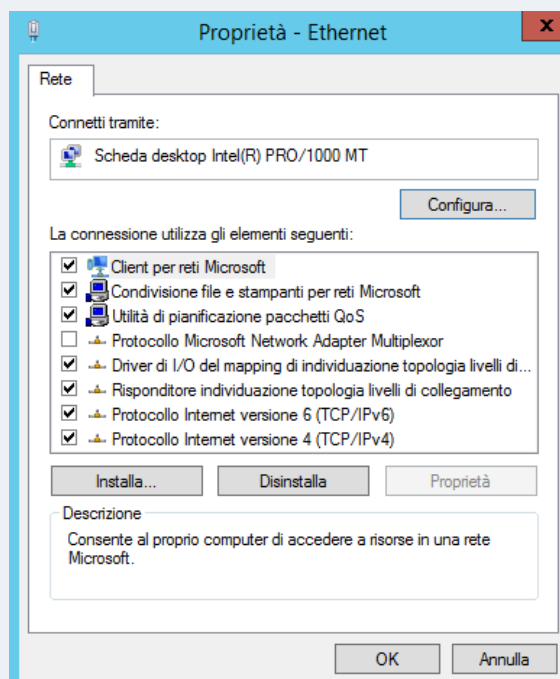 Proprietà - Ethernet
x
Rete
Connetti tramite:
Scheda desktop Intel(R) PRO/1000 MT
Configura...
La connessione utilizza gli elementi seguenti:
Client per reti Microsoft
Condivisione file e stampanti per reti Microsoft
Utilità di pianificazione pacchetti QoS
Protocollo Microsoft Network Adapter Multiplexor
Driver di I/O del mapping di individuazione topologia livelli di...
Risponditore individuazione topologia livelli di collegamento
Protocollo Internet versione 6 (TCP/IPv6)
Protocollo Internet versione 4 (TCP/IPv4)
Installa...
Disinstalla
Proprietà
Descrizione
Consente al proprio computer di accedere a risorse in una rete
Microsoft.
OK
Annulla